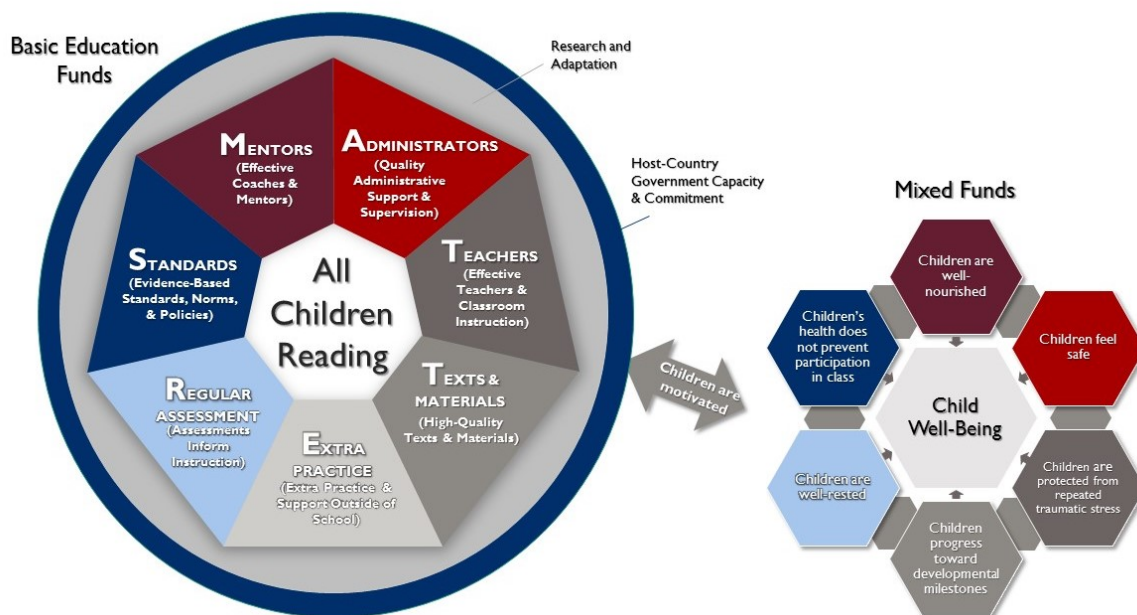 Basic Education
Funds
Research and
Adaptation
Host-Country
Government Capacity
& Commitment
MENTORS
(Effective
Coaches &
Mentors)
ADMINISTRATORS
(Quality
Administrative
Support &
Supervision)
STANDARDS
(Evidence-Based
Standards, Norms,
& Policies)
All
Children
Reading
TEACHERS
(Effective
Teachers &
Classroom
Instruction)
REGULAR
ASSESSMENT
(Assessments
Inform
Instruction)
EXTRA
PRACTICE
(Extra Practice &
Support Outside of
School)
TEXTS &
MATERIALS
(High-Quality
Texts & Materials)
Children are
motivated
Mixed Funds
Children are
well-
nourished
Children's
health does
not prevent
participation
in class
Children feel
safe
Child
Well-Being
Children are
well-rested
Children are
protected from
repeated
traumatic stress
Children
progress
toward
developmental
milestones